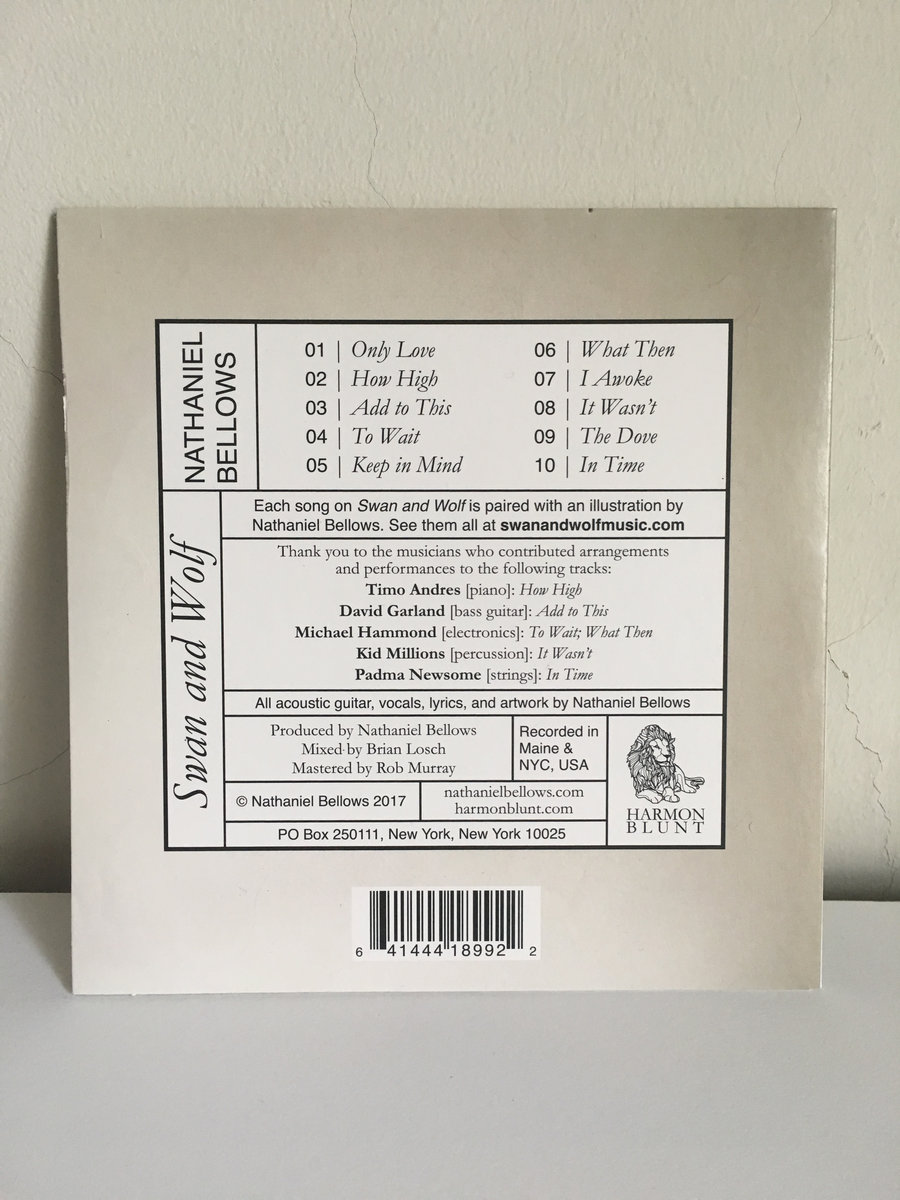 NATHANIEL
BELLOWS
01 | Only Love
02 | How High
03 | Add to This
04 | To Wait
05 | Keep in Mind
06 | What Then
07 | I Awoke
08 | It Wasn't
09 | The Dove
10 | In Time
Swan and Wolf
Each song on Swan and Wolf is paired with an illustration by
Nathaniel Bellows. See them all at swanandwolfmusic.com
Thank you to the musicians who contributed arrangements
and performances to the following tracks:
Timo Andres [piano]: How High
David Garland [bass guitar]: Add to This
Michael Hammond [electronics]: To Wait; What Then
Kid Millions [percussion]: It Wasn't
Padma Newsome [strings]: In Time
All acoustic guitar, vocals, lyrics, and artwork by Nathaniel Bellows
Produced by Nathaniel Bellows
Mixed by Brian Losch
Mastered by Rob Murray
Recorded in
Maine &
NYC, USA
© Nathaniel Bellows 2017
nathanielbellows.com
harmonblunt.com
PO Box 250111, New York, New York 10025
HARMON
BLUNT
6 41444 18992 2